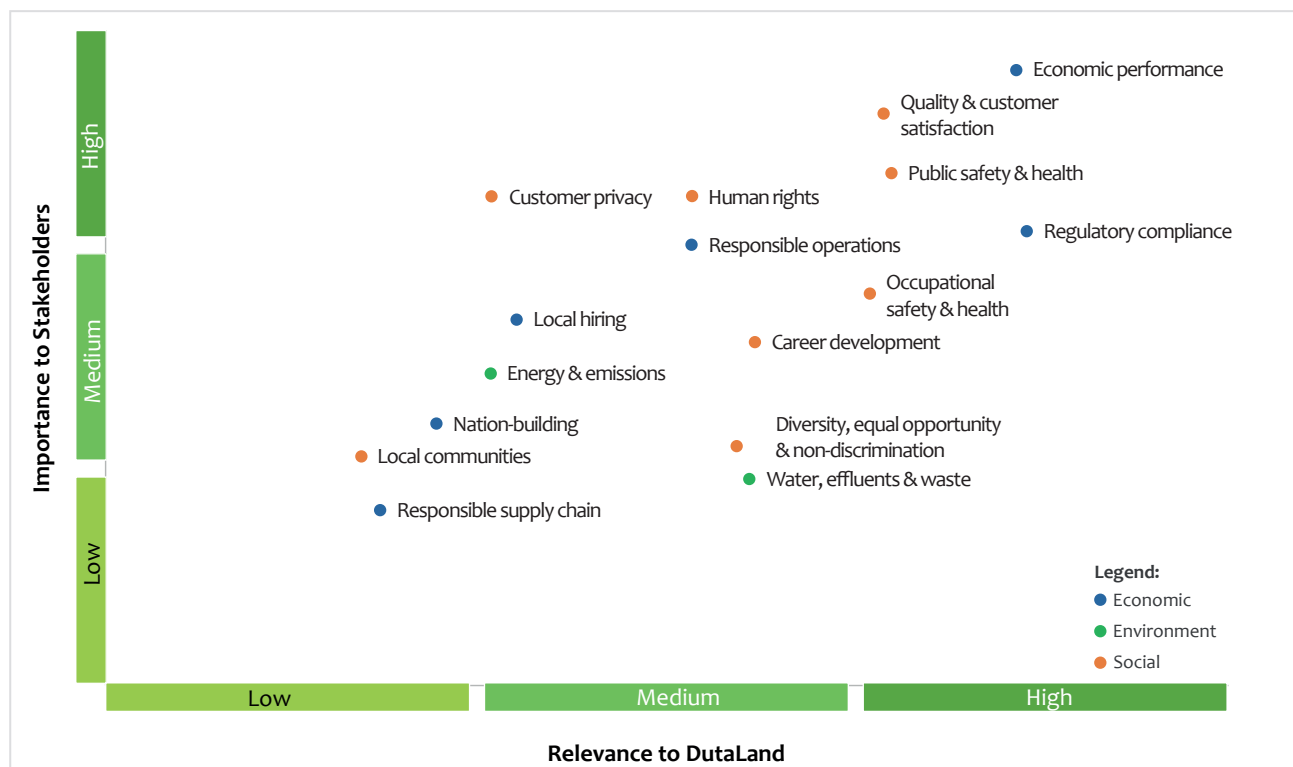 Importance to Stakeholders
High
Medium
Low
Economic performance
Quality & customer
satisfaction
Public safety & health
Customer privacy
Human rights
Regulatory compliance
Responsible operations
Occupational
safety & health
Local hiring
Career development
Energy & emissions
Nation-building
Diversity, equal opportunity
& non-discrimination
Local communities
Water, effluents & waste
Responsible supply chain
Legend:
Economic
Environment
Social
Low
Medium
High
Relevance to DutaLand